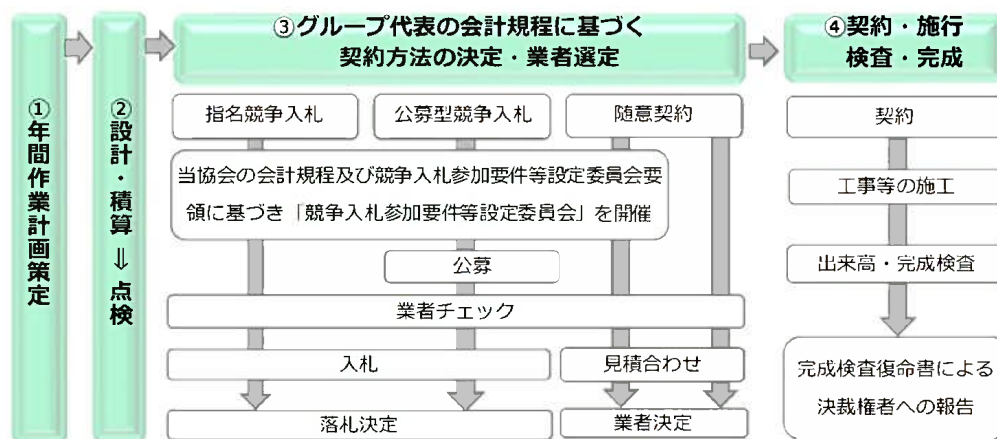 ①年間作業計画策定
②設計・積算⇒点検
③グループ代表の会計規程に基づく
契約方法の決定・業者選定
④契約・施行
検査・完成
指名競争入札
公募型競争入札
随意契約
当協会の会計規程及び競争入札参加要件等設定委員会要
領に基づき「競争入札参加要件等設定委員会」を開催
公募
業者チェック
入札
見積合わせ
落札決定
業者決定
契約
工事等の施工
出来高・完成検査
完成検査復命書による
決裁権者への報告